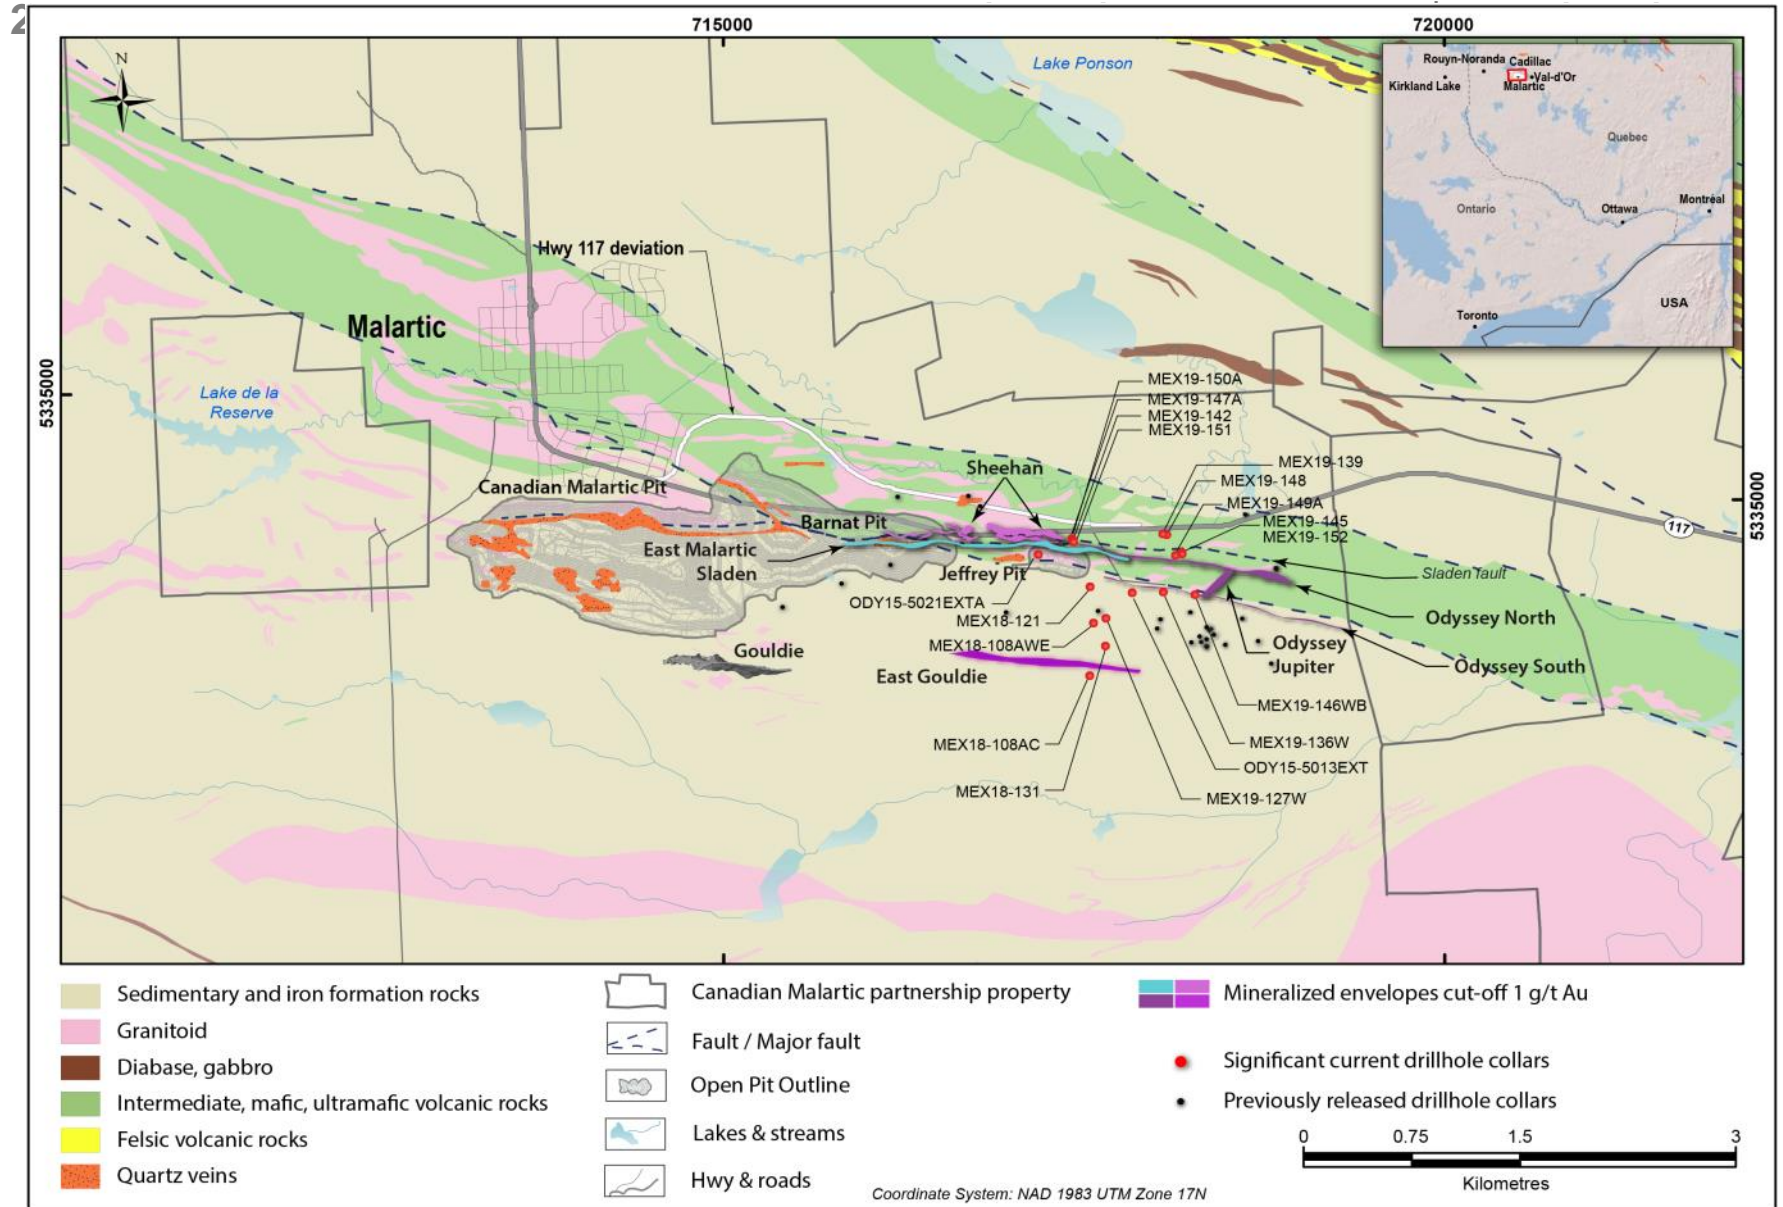 2
715000
720000
N
Lake Ponson
Rouyn-Noranda
Cadillac
Kirkland Lake
Val-d'Or
Malartic
Quebec
Ontario
Ottawa
Montréal
USA
Toronto
Hwy 117 deviation
Malartic
5335000
Lake de la
Reserve
MEX19-150A
MEX19-147A
MEX19-142
MEX19-151
MEX19-139
MEX19-148
MEX19-149A
MEX19-145
MEX19-152
Sheehan
Canadian Malartic Pit
Barnat Pit
East Malartic
Sladen
Jeffrey Pit
117
5335000
Sladen fault
Odyssey North
Odyssey
Jupiter
Odyssey South
ODY15-5021EXTA
MEX18-121
MEX18-108AWE
Gouldie
East Gouldie
MEX19-146WB
MEX18-108AC
MEX19-136W
ODY15-5013EXT
MEX18-131
MEX19-127W
Sedimentary and iron formation rocks
Granitoid
Diabase, gabbro
Intermediate, mafic, ultramafic volcanic rocks
Felsic volcanic rocks
Quartz veins
Canadian Malartic partnership property
Fault / Major fault
Open Pit Outline
Lakes & streams
Hwy & roads
Mineralized envelopes cut-off 1 g/t Au
Significant current drillhole collars
Previously released drillhole collars
0 0.75 1.5 3
Kilometres
Coordinate System: NAD 1983 UTM Zone 17N